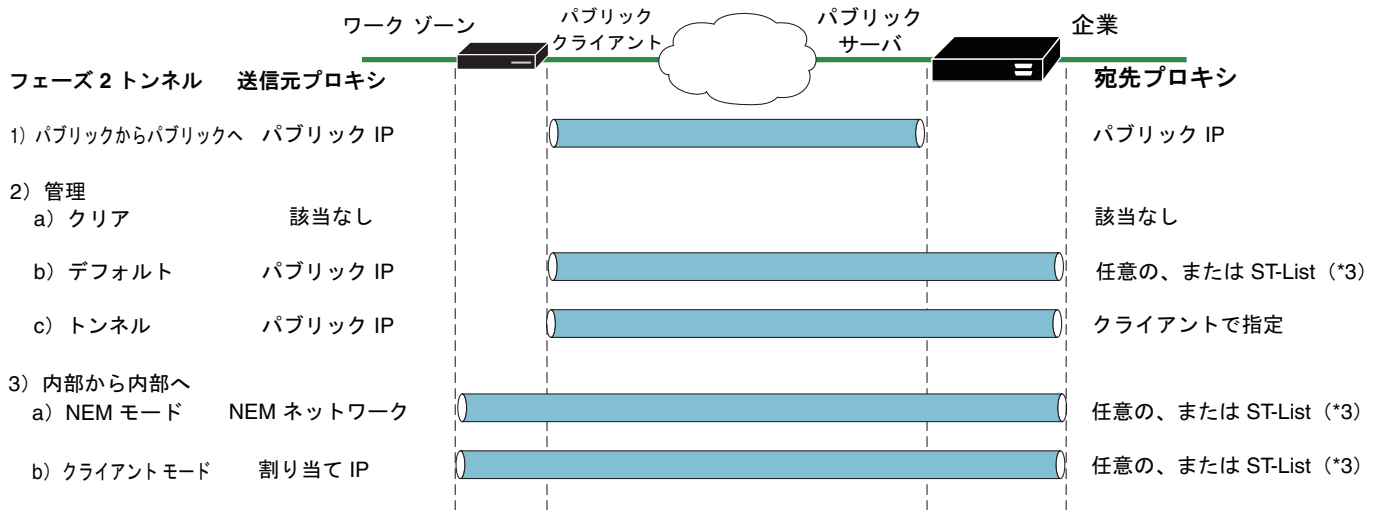 ワーク ゾーン
パブリック
クライアント
パブリック
サーバ
企業
フェーズ 2 トンネル 送信元プロキシ 宛先プロキシ
1）パブリックからパブリックへ パブリック IP パブリック IP
2）管理
a）クリア 該当なし 該当なし
b）デフォルト パブリック IP 任意の、または ST-List（*3）
c）トンネル パブリック IP クライアントで指定
3）内部から内部へ
a）NEM モード NEM ネットワーク 任意の、または ST-List（*3）
b）クライアント モード 割り当て IP 任意の、または ST-List（*3）